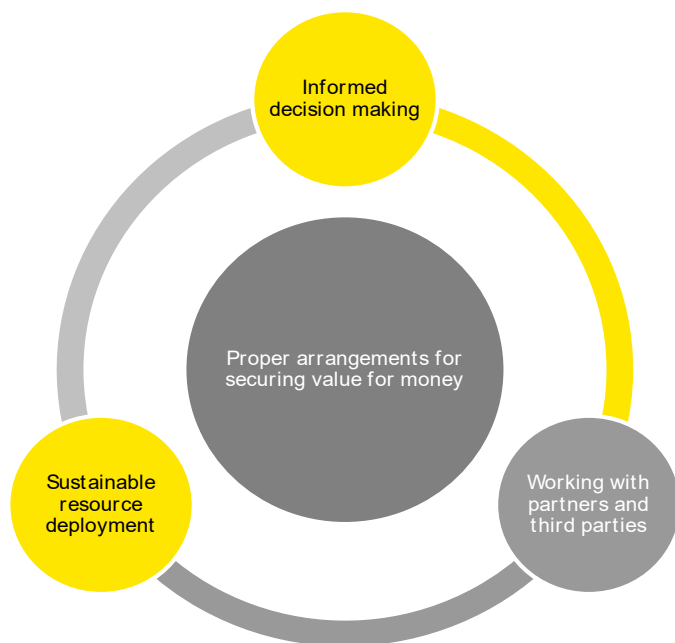 Informed
decision making
Proper arrangements for
securing value for money
Sustainable
resource
deployment
Working with
partners and
third parties